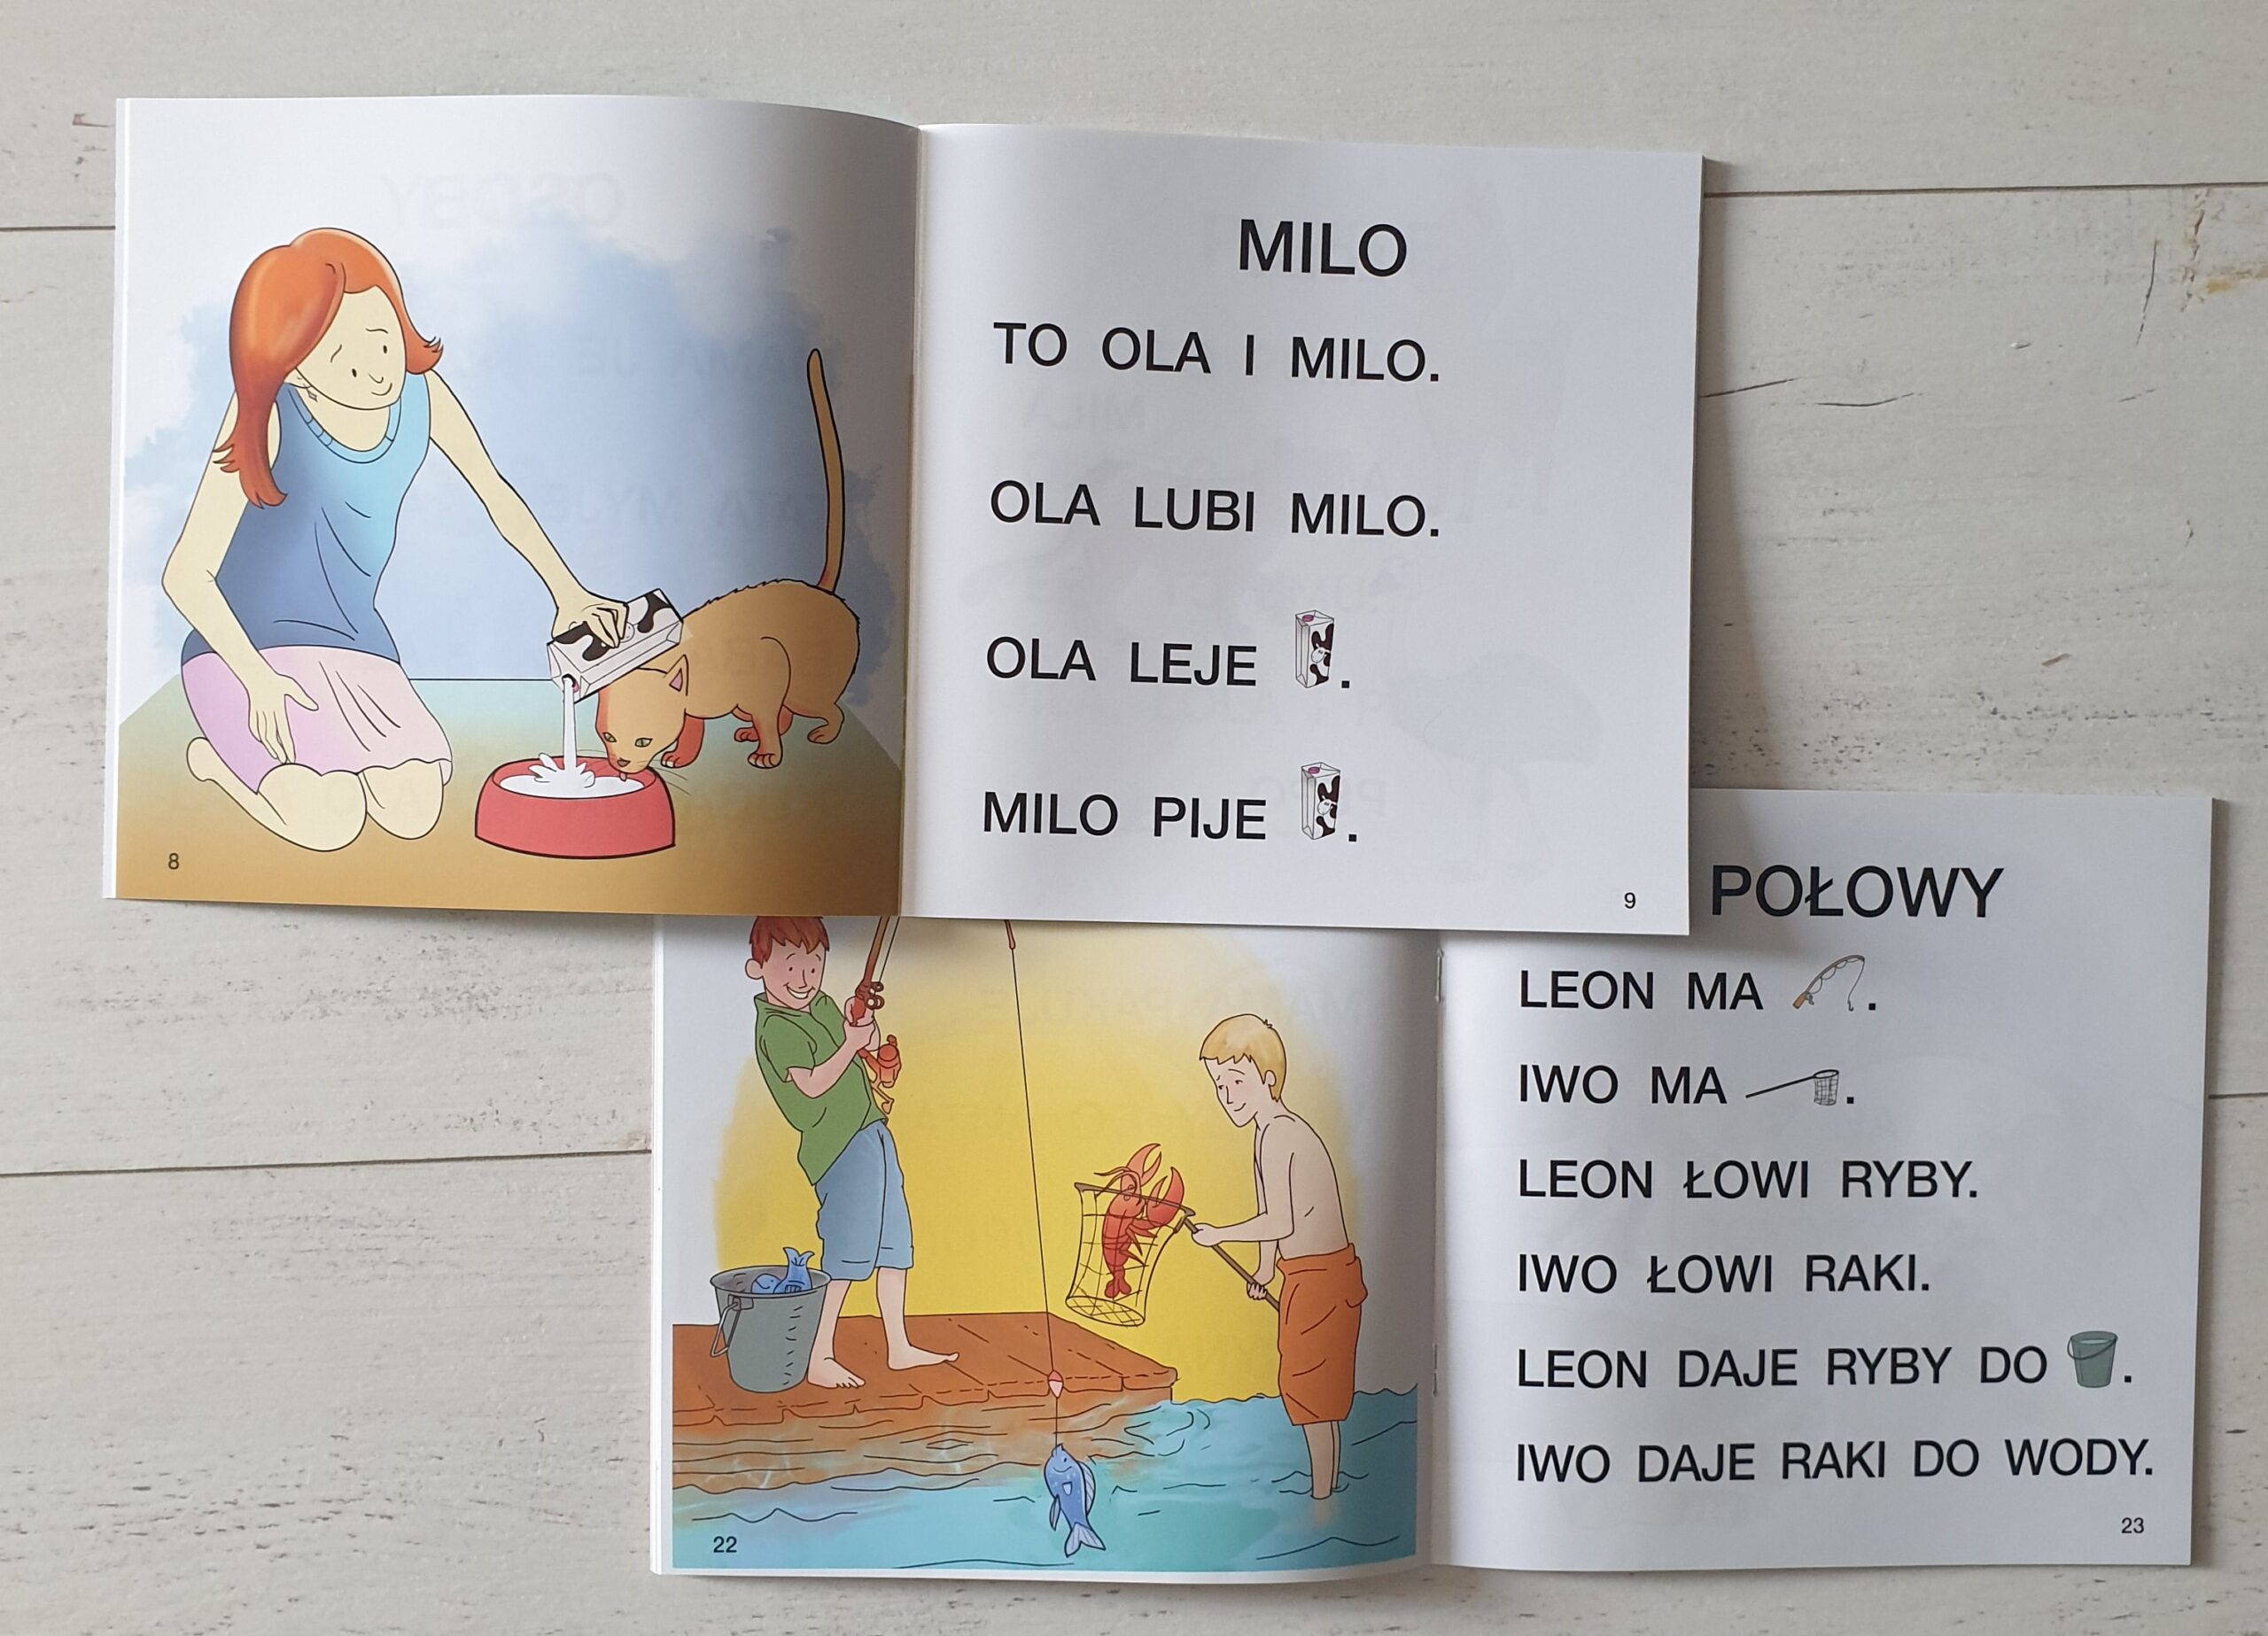 MILO
TO OLA I MILO.
OLA LUBI MILO.
OLA LEJE .
MILO PIJE .
8
9
POŁOWY
LEON MA .
IWO MA .
LEON ŁOWI RYBY.
IWO ŁOWI RAKI.
LEON DAJE RYBY DO .
IWO DAJE RAKI DO WODY.
22
23